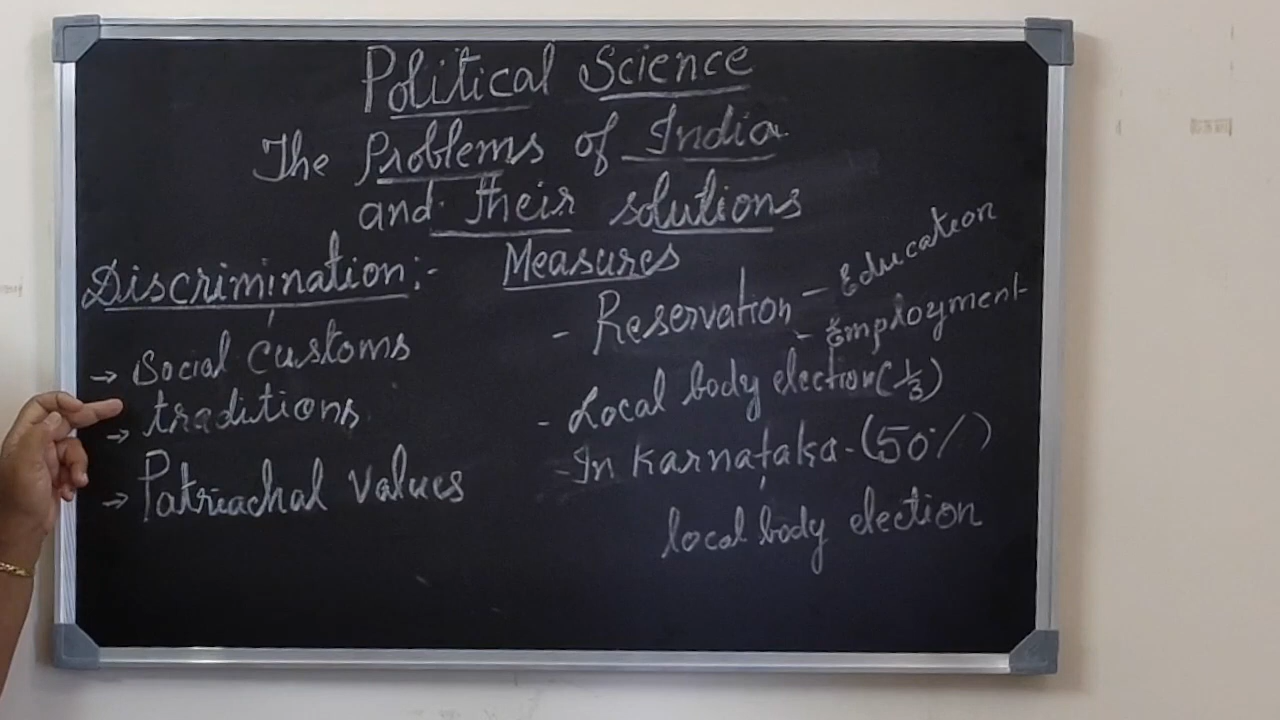 Political Science
The Problems of India
and their solutions
Discrimination:-
→ Social Customs
→ traditions
→ Patriachal values
Measures
- Reservation - Education
- Employment
- Local body election (1/3)
- In Karnataka - (50%)
local body election